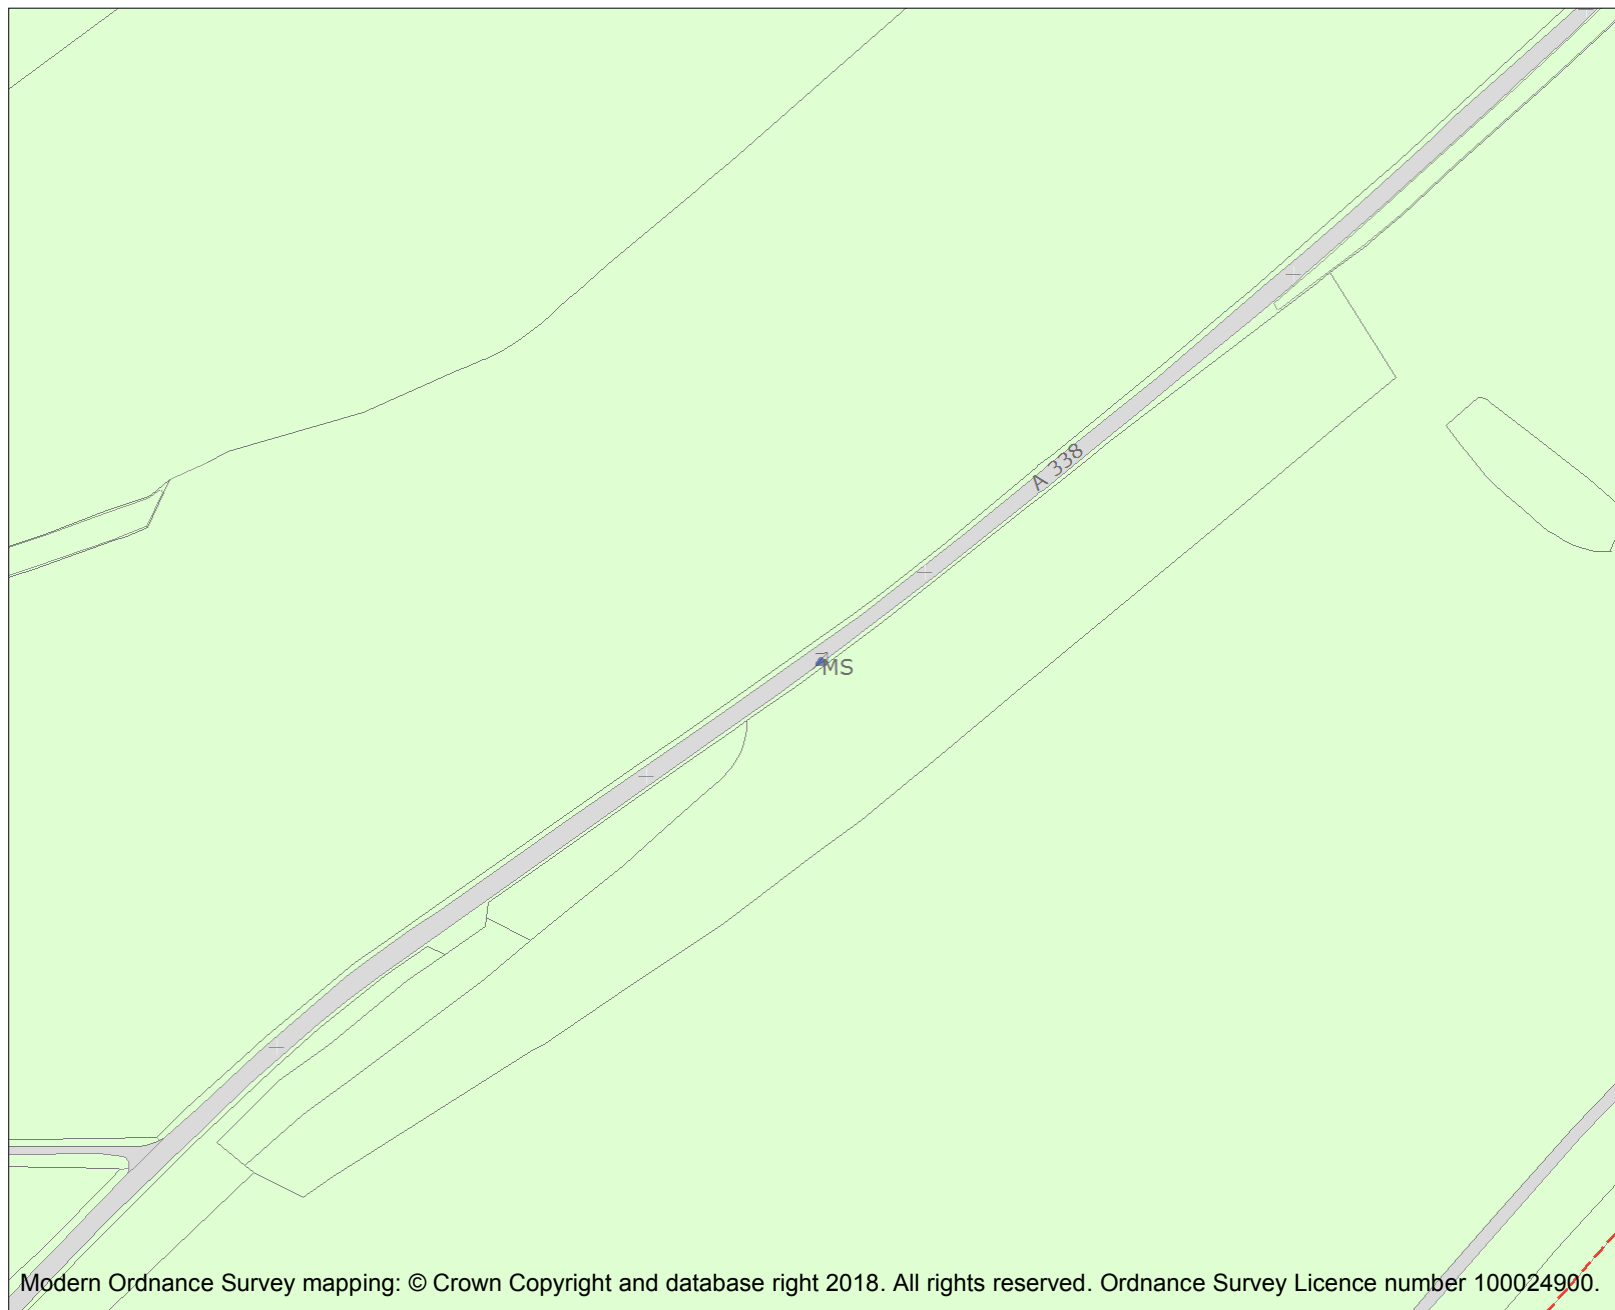 A 338
MS
Modern Ordnance Survey mapping: © Crown Copyright and database right 2018. All rights reserved. Ordnance Survey Licence number 100024900.